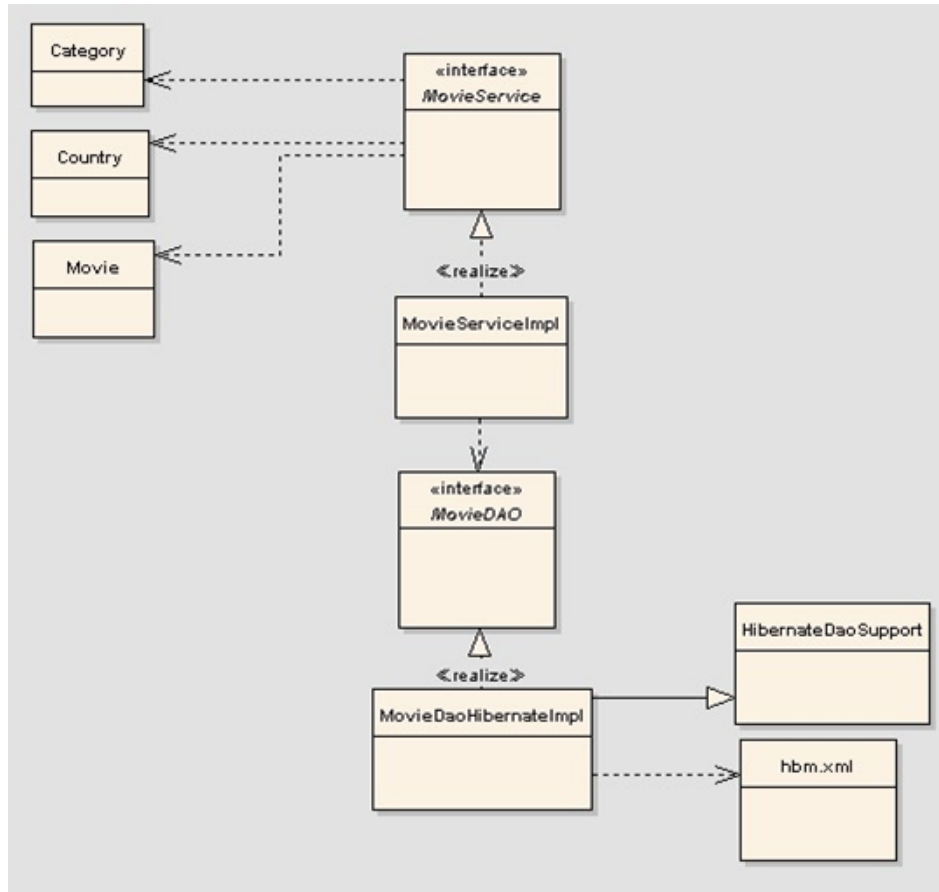 Category
«interface»
MovieService
Country
Movie
≪realize≫
MovieServiceImpl
«interface»
MovieDAO
HibernateDaoSupport
≪realize≫
MovieDaoHibernateImpl
hbm.xml